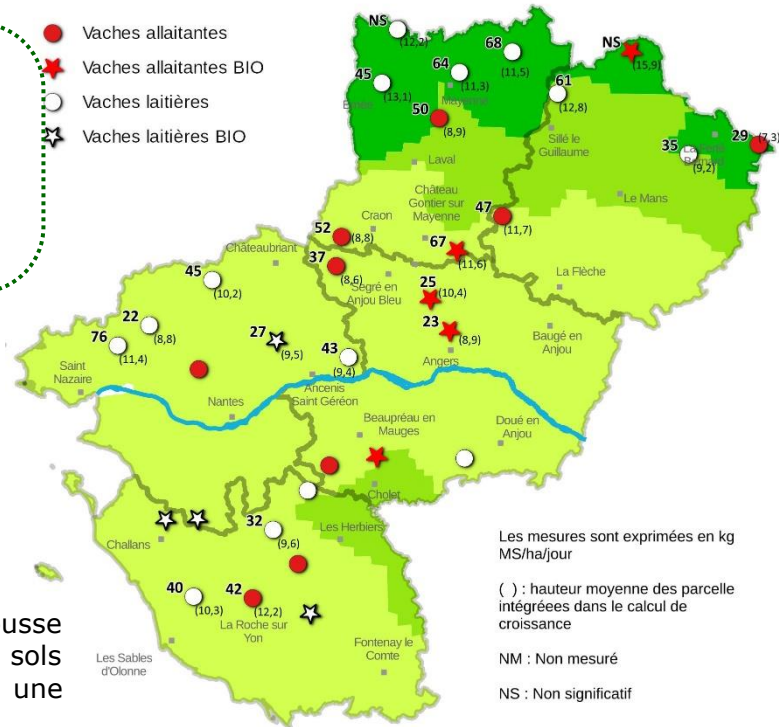 Vaches allaitantes
Vaches allaitantes BIO
Vaches laitières
Vaches laitières BIO
NS
(12,2)
68
(11,5)
NS
(15,9)
64
(11,3)
45
(13,1)
Mayenne
61
(12,8)
50
(8,9)
Sillé le
Guillaume
29
(7,3)
35
(9,2)
Laval
Le Mans
Château
Gontier sur
Mayenne
Craon
47
(11,7)
52
(8,8)
67
(11,6)
La Flèche
Châteaubriant
37
(8,6)
Ségré en
Anjou Bleu
25
(10,4)
45
(10,2)
23
(8,9)
Angers
Baugé en
Anjou
22
(8,8)
76
(11,4)
27
(9,5)
43
(9,4)
Saint
Nazaire
Nantes
Ancenis
Saint Géréon
Beaupréau en
Mauges
Doué en
Anjou
Cholet
Challans
32
(9,6)
Les Herbiers
40
(10,3)
42
(12,2)
La Roche sur
Yon
Les Sables
d'Olonne
Fontenay le
Comte
Les mesures sont exprimées en kg
MS/ha/jour
( ) : hauteur moyenne des parcelle
intégréees dans le calcul de
croissance
NM : Non mesuré
NS : Non significatif
usse
sols
une